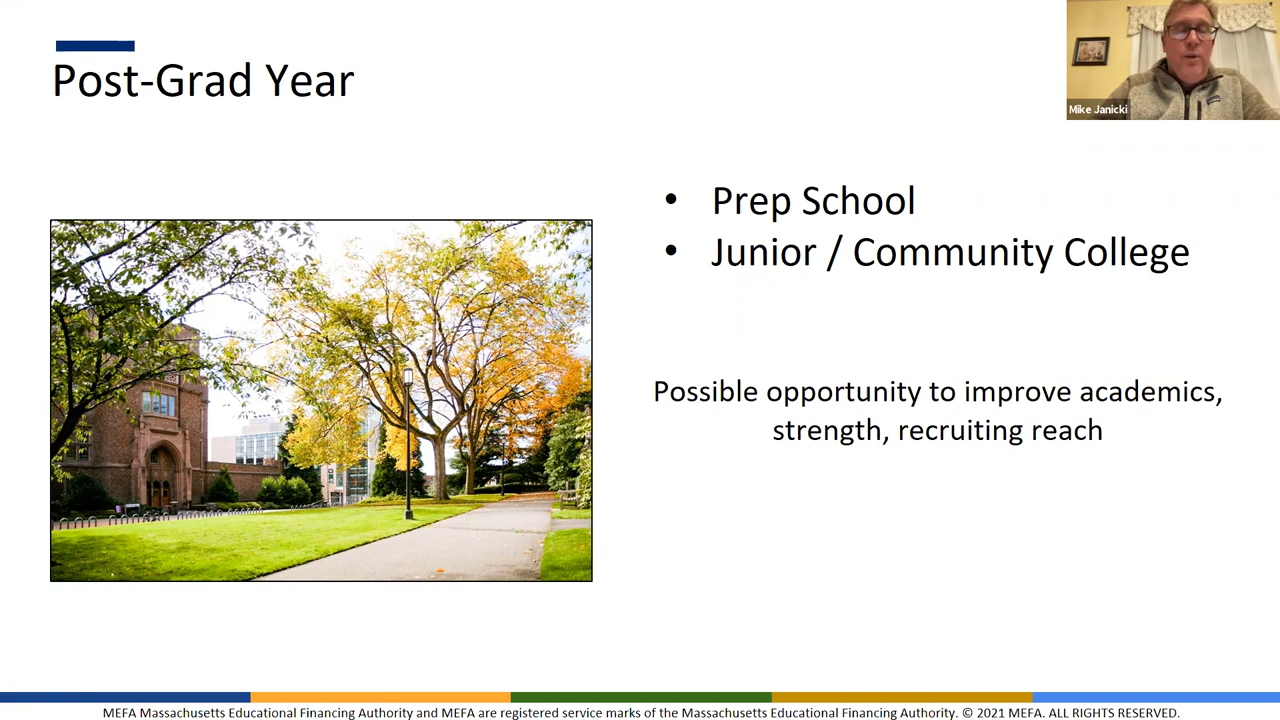 Post-Grad Year
Mike Janicki
• Prep School
• Junior / Community College
Possible opportunity to improve academics,
strength, recruiting reach
MEFA Massachusetts Educational Financing Authority and MEFA are registered service marks of the Massachusetts Educational Financing Authority. © 2021 MEFA. ALL RIGHTS RESERVED.